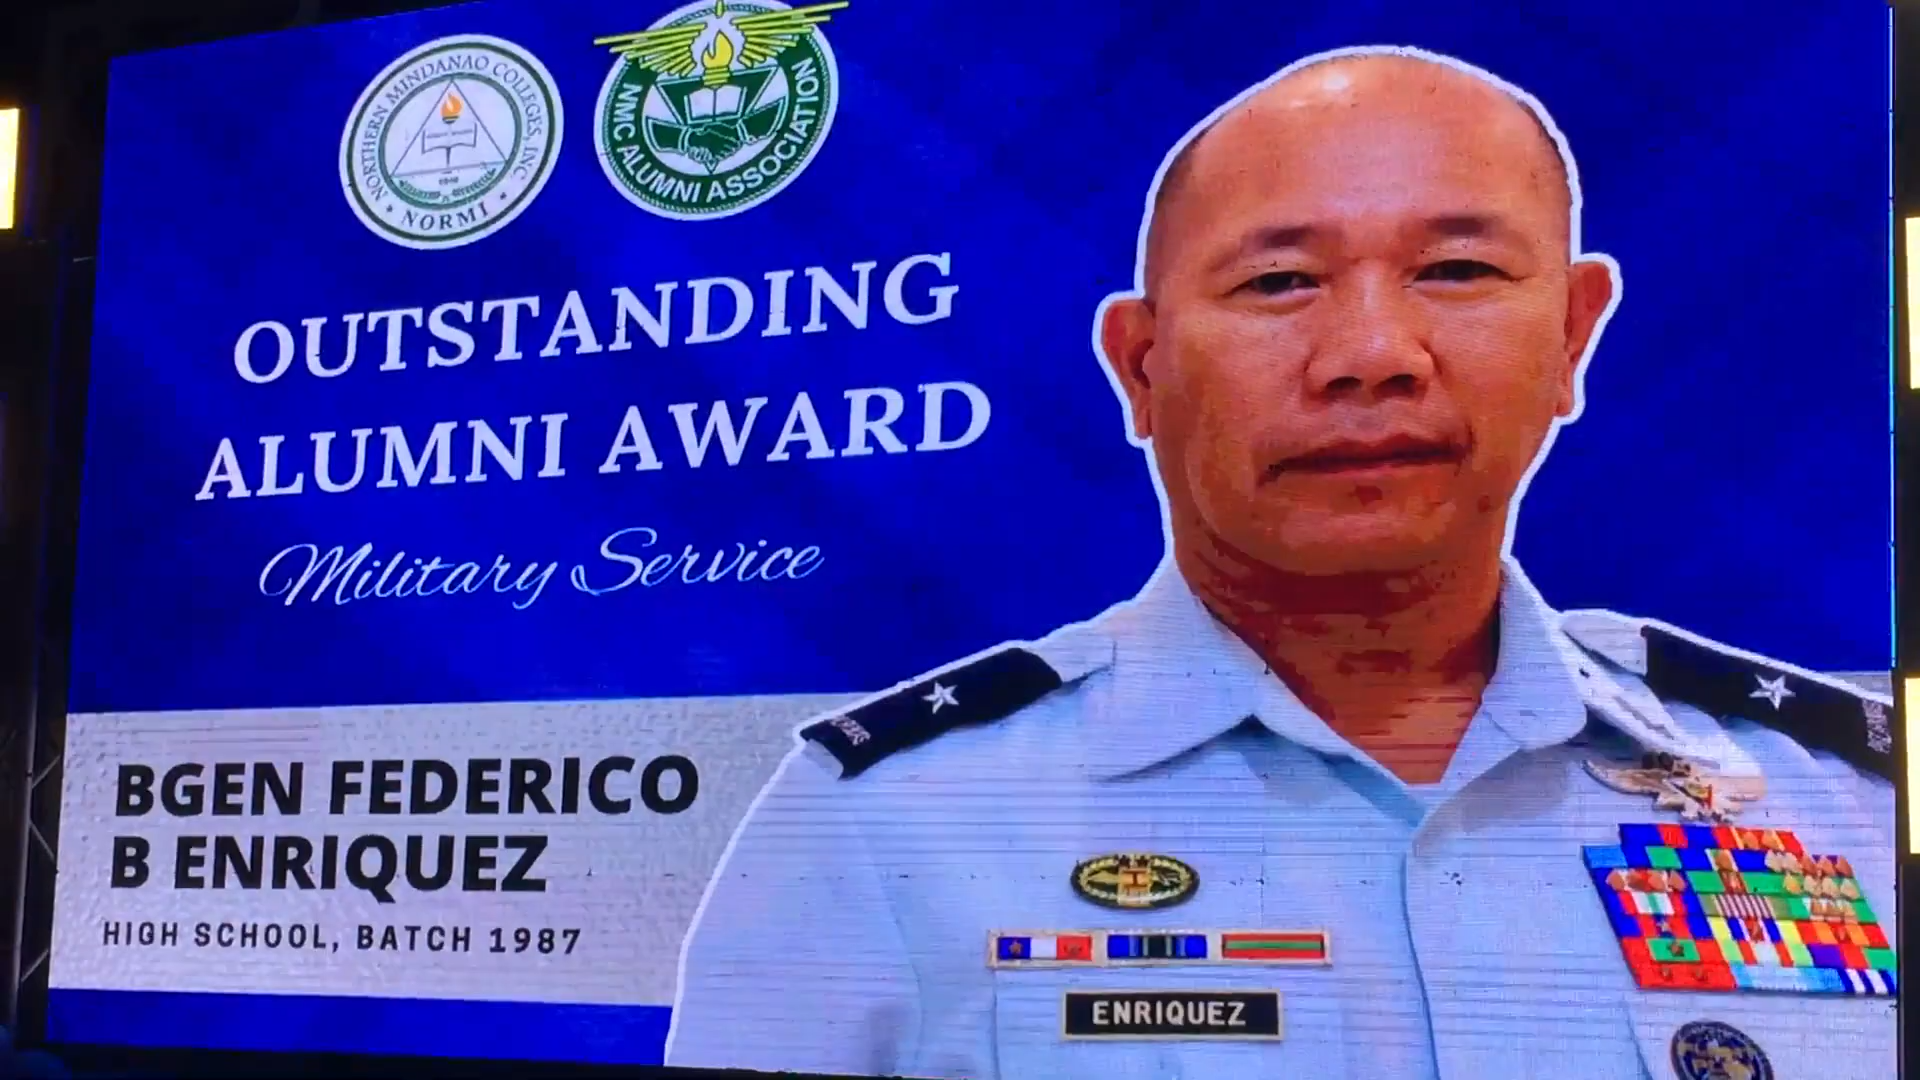 NORTHERN MINDANAO COLLEGES, INC.
NORMI
NMC ALUMNI ASSOCIATION
OUTSTANDING
ALUMNI AWARD
Military Service
BGEN FEDERICO
B ENRIQUEZ
HIGH SCHOOL, BATCH 1987
ENRIQUEZ